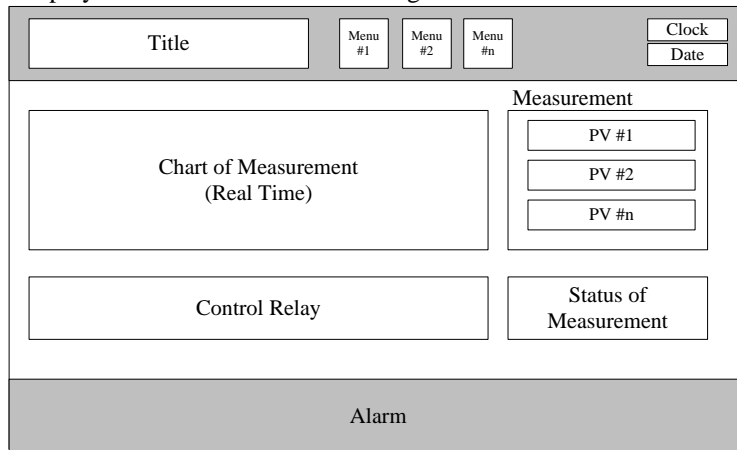 Title
Menu
#1
Menu
#2
Menu
#n
Clock
Date
Measurement
Chart of Measurement
(Real Time)
PV #1
PV #2
PV #n
Control Relay
Status of
Measurement
Alarm